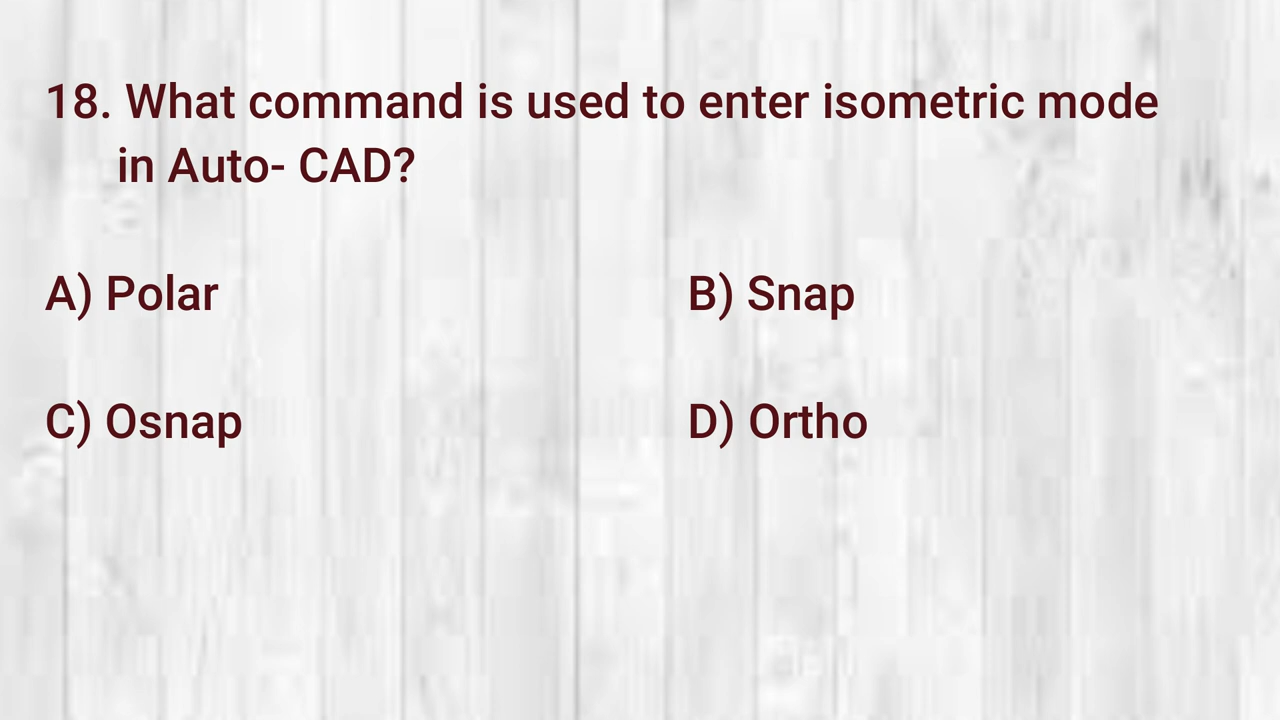 18. What command is used to enter isometric mode
in Auto- CAD?
A) Polar
B) Snap
C) Osnap
D) Ortho